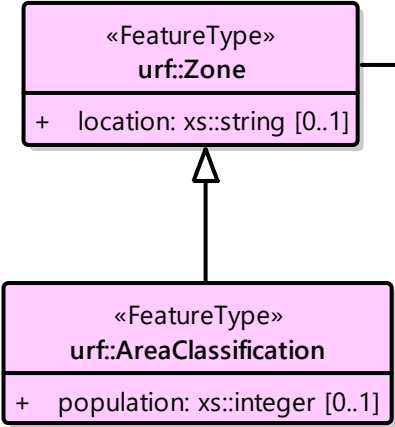 «FeatureType»
urf::Zone
+ location: xs::string [0..1]
«FeatureType»
urf::AreaClassification
+ population: xs::integer [0..1]